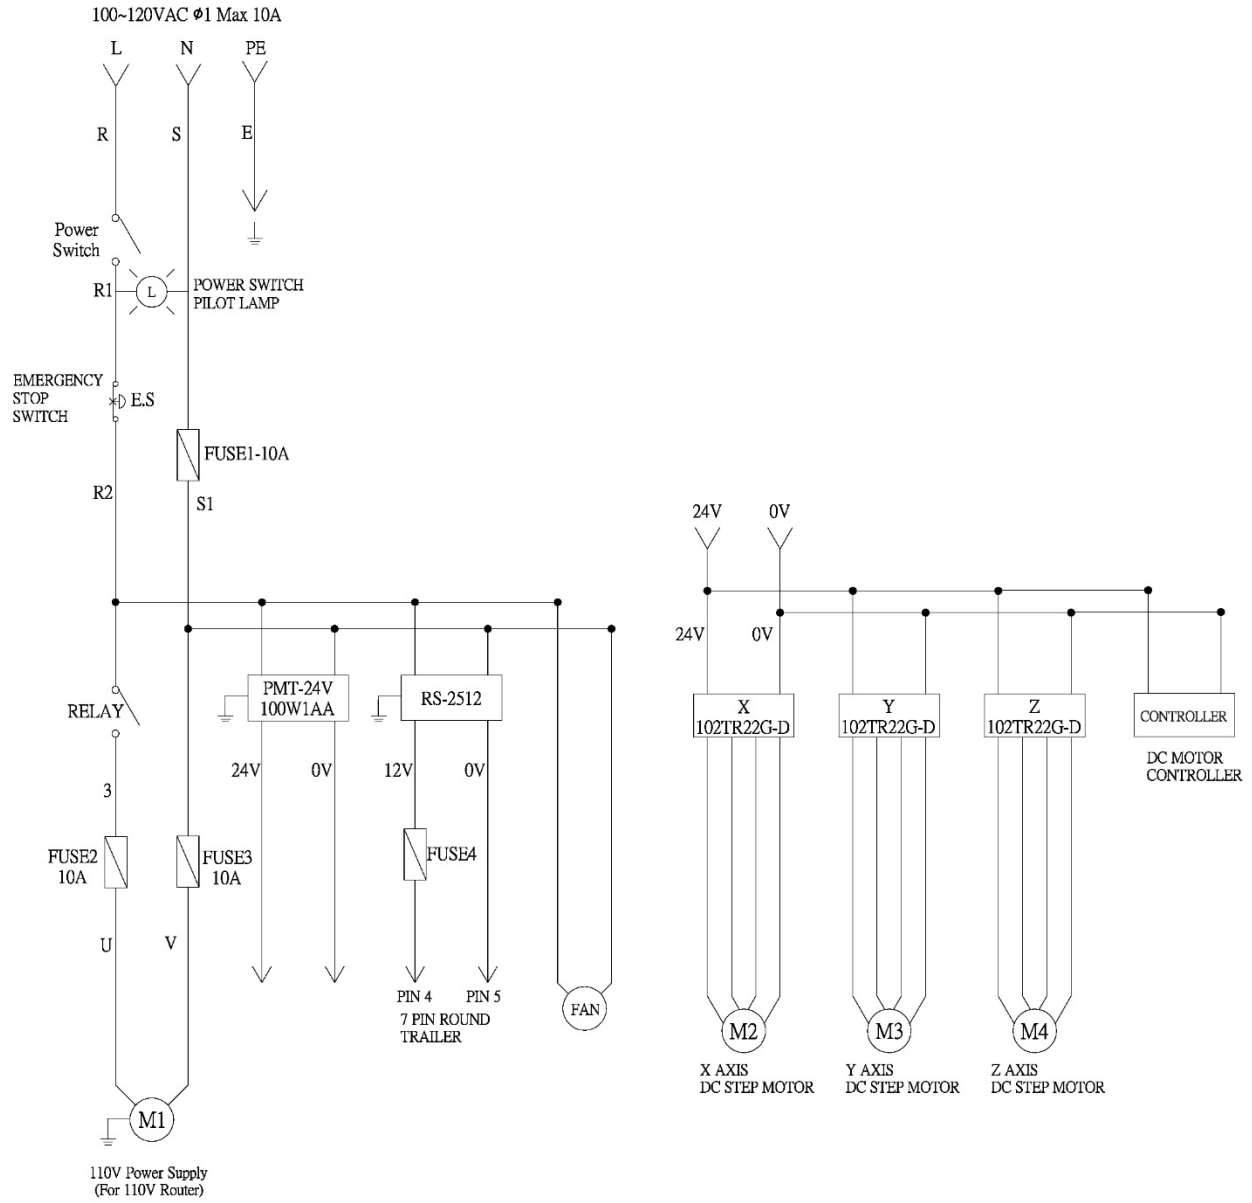 100~120VAC ϕ1 Max 10A
L
N
PE
R
S
E
Power
Switch
R1
L
POWER SWITCH
PILOT LAMP
EMERGENCY
STOP
SWITCH
E.S
FUSE1-10A
R2
S1
24V
0V
24V
0V
RELAY
PMT-24V
100W1AA
RS-2512
X
102TR22G-D
Y
102TR22G-D
Z
102TR22G-D
CONTROLLER
DC MOTOR
CONTROLLER
3
24V
0V
12V
0V
FUSE2
10A
FUSE3
10A
FUSE4
U
V
PIN 4
PIN 5
7 PIN ROUND
TRAILER
FAN
M2
M3
M4
X AXIS
DC STEP MOTOR
Y AXIS
DC STEP MOTOR
Z AXIS
DC STEP MOTOR
M1
110V Power Supply
(For 110V Router)